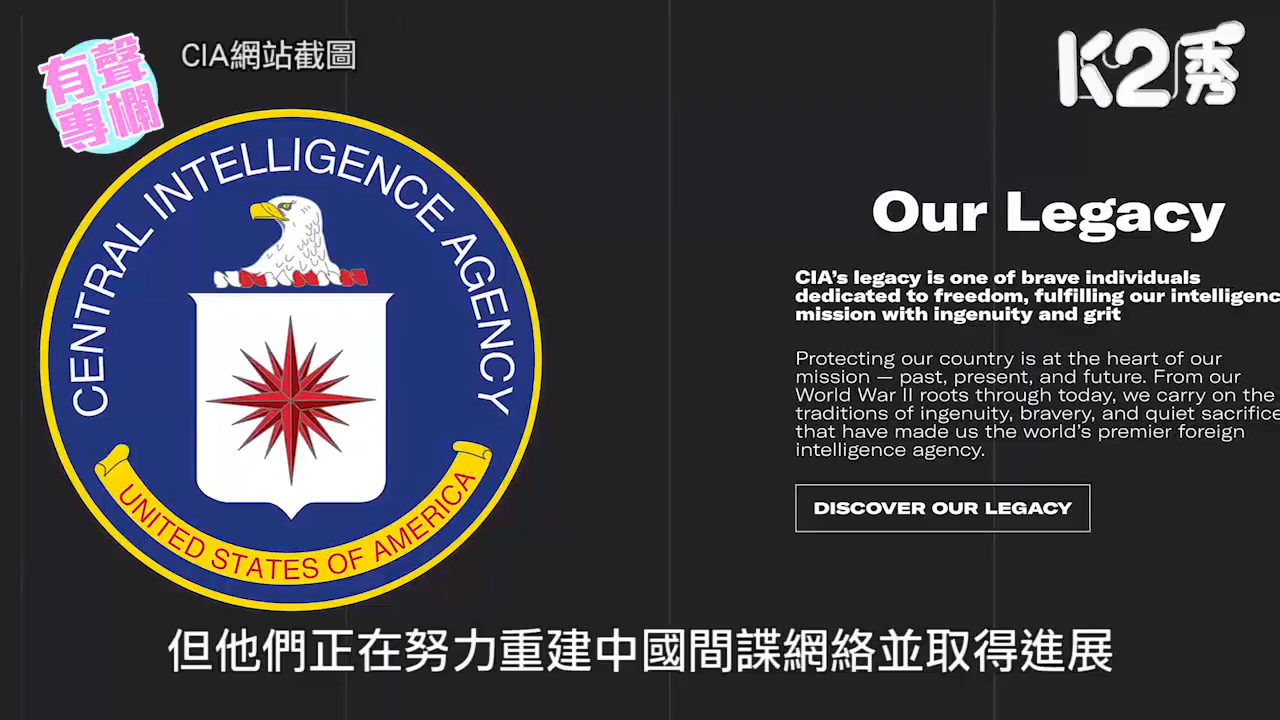 有聲
專欄
CIA網站截圖
K2秀
CENTRAL INTELLIGENCE AGENCY
UNITED STATES OF AMERICA
Our Legacy
CIA’s legacy is one of brave individuals
dedicated to freedom, fulfilling our intelligenc
mission with ingenuity and grit
Protecting our country is at the heart of our
mission — past, present, and future. From our
World War II roots through today, we carry on the
traditions of ingenuity, bravery, and quiet sacrifice
that have made us the world’s premier foreign
intelligence agency.
DISCOVER OUR LEGACY
但他們正在努力重建中國間諜網絡並取得進展